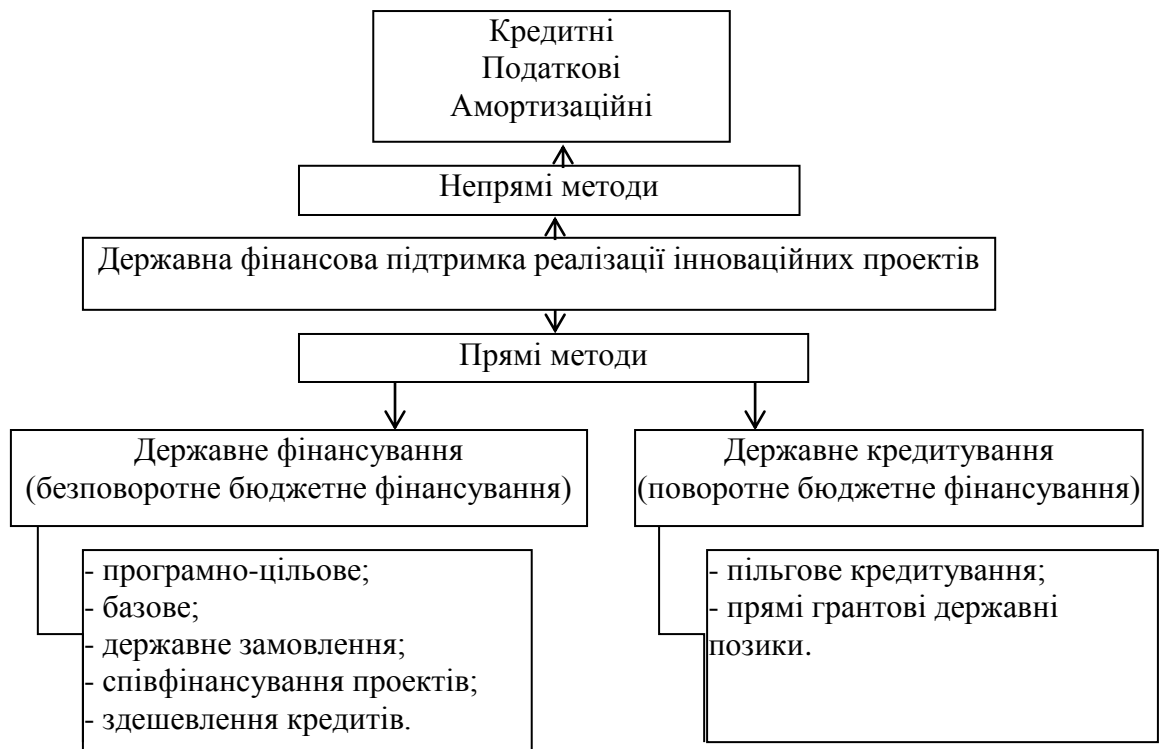 Кредитні
Податкові
Амортизаційні
Непрямі методи
Державна фінансова підтримка реалізації інноваційних проектів
Прямі методи
Державне фінансування
(безповоротне бюджетне фінансування)
Державне кредитування
(поворотне бюджетне фінансування)
- програмно-цільове;
- базове;
- державне замовлення;
- співфінансування проектів;
- здешевлення кредитів.
- пільгове кредитування;
- прямі грантові державні
позики.